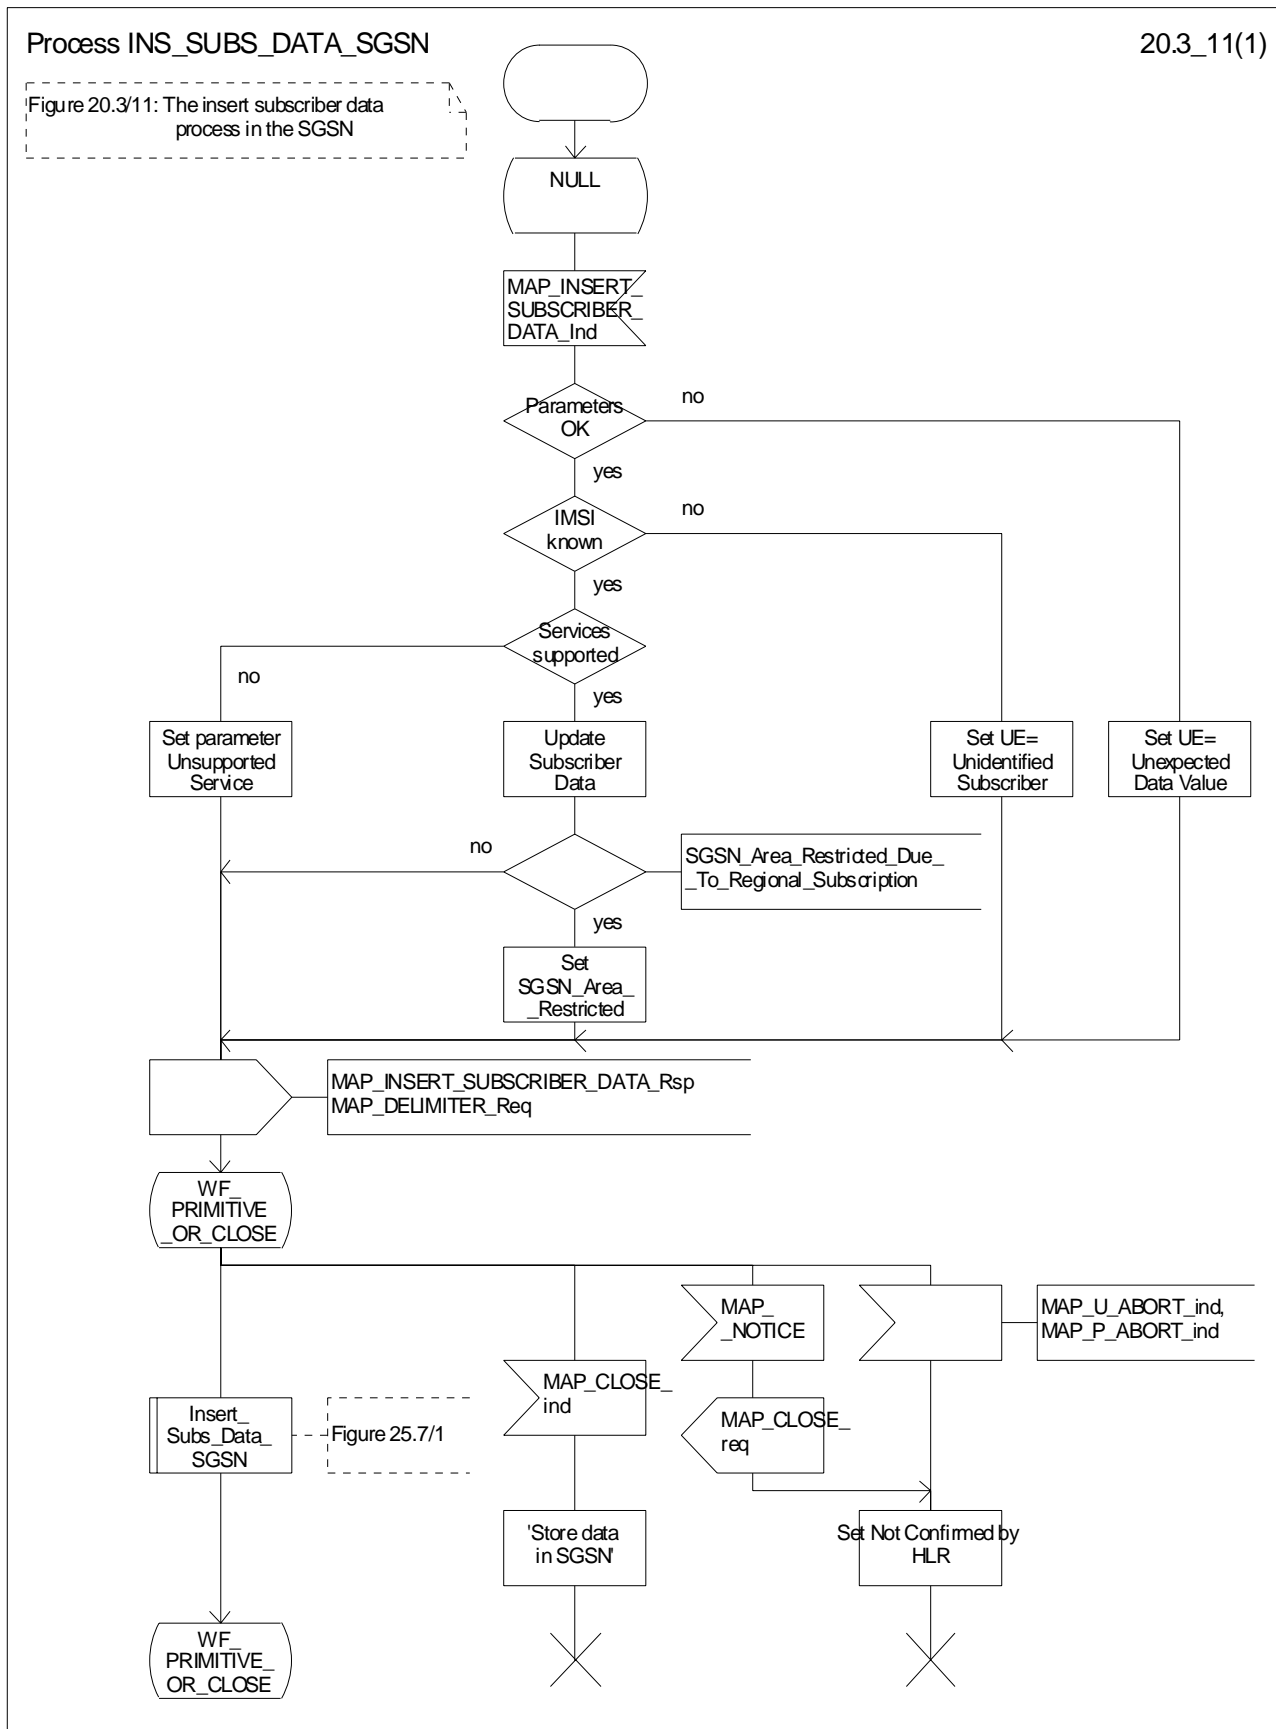 Process INS_SUBS_DATA_SGSN
20.3_11(1)
Figure 20.3/11: The insert subscriber data
process in the SGSN
NULL
MAP_INSERT_
SUBSCRIBER_
DATA_Ind
Parameters
OK
no
yes
IMSI
known
no
yes
Services
supported
no
yes
Set parameter
Unsupported
Service
Update
Subscriber
Data
Set UE=
Unidentified
Subscriber
Set UE=
Unexpected
Data Value
no
SGSN_Area_Restricted_Due_
_To_Regional_Subscription
yes
Set
SGSN_Area_
_Restricted
MAP_INSERT_SUBSCRIBER_DATA_Rsp
MAP_DELIMITER_Req
WF_
PRIMITIVE
_OR_CLOSE
MAP_
_NOTICE
MAP_U_ABORT_ind,
MAP_P_ABORT_ind
MAP_CLOSE_
ind
Insert_
Subs_Data_
SGSN
Figure 25.7/1
MAP_CLOSE_
req
'Store data
in SGSN'
Set Not Confirmed by
HLR
WF_
PRIMITIVE_
OR_CLOSE